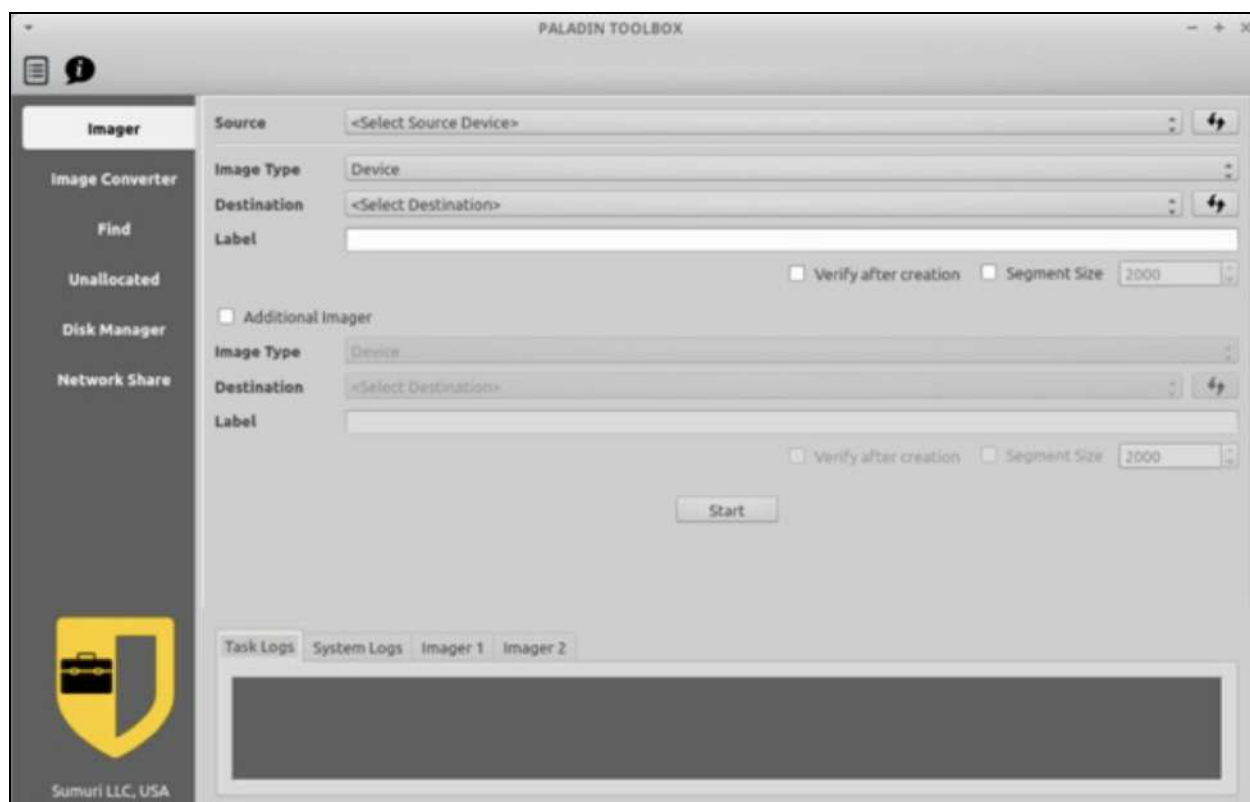 PALADIN TOOLBOX
Imager
Image Converter
Find
Unallocated
Disk Manager
Network Share
Source <Select Source Device>
Image Type Device
Destination <Select Destination>
Label
Verify after creation Segment Size 2000
Additional Imager
Image Type Device
Destination <Select Destination>
Label
Verify after creation Segment Size 2000
Start
Task Logs System Logs Imager 1 Imager 2
Sumuri LLC, USA